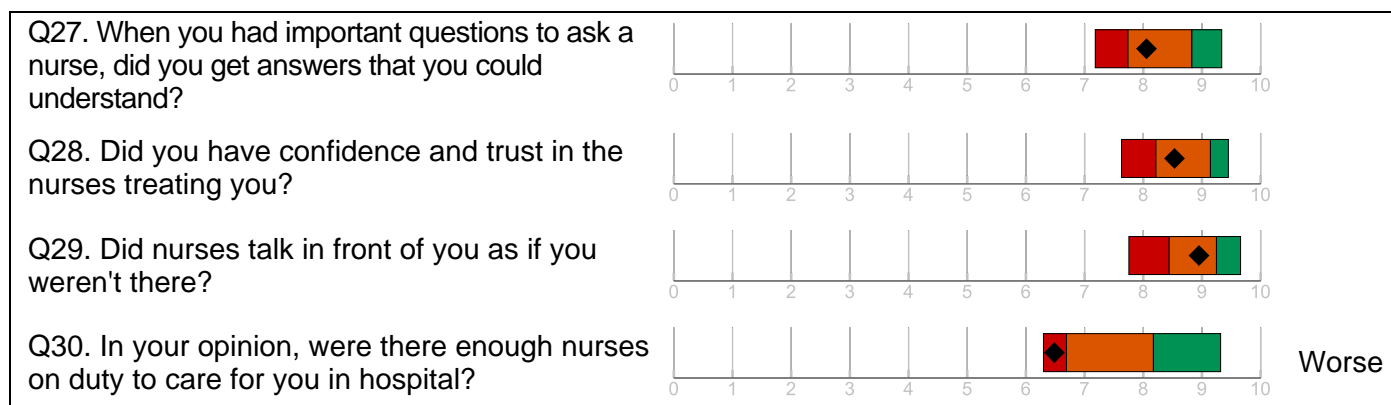 Q27. When you had important questions to ask a
nurse, did you get answers that you could
understand?
0 1 2 3 4 5 6 7 8 9 10
Q28. Did you have confidence and trust in the
nurses treating you?
0 1 2 3 4 5 6 7 8 9 10
Q29. Did nurses talk in front of you as if you
weren't there?
0 1 2 3 4 5 6 7 8 9 10
Q30. In your opinion, were there enough nurses
on duty to care for you in hospital?
Worse
0 1 2 3 4 5 6 7 8 9 10